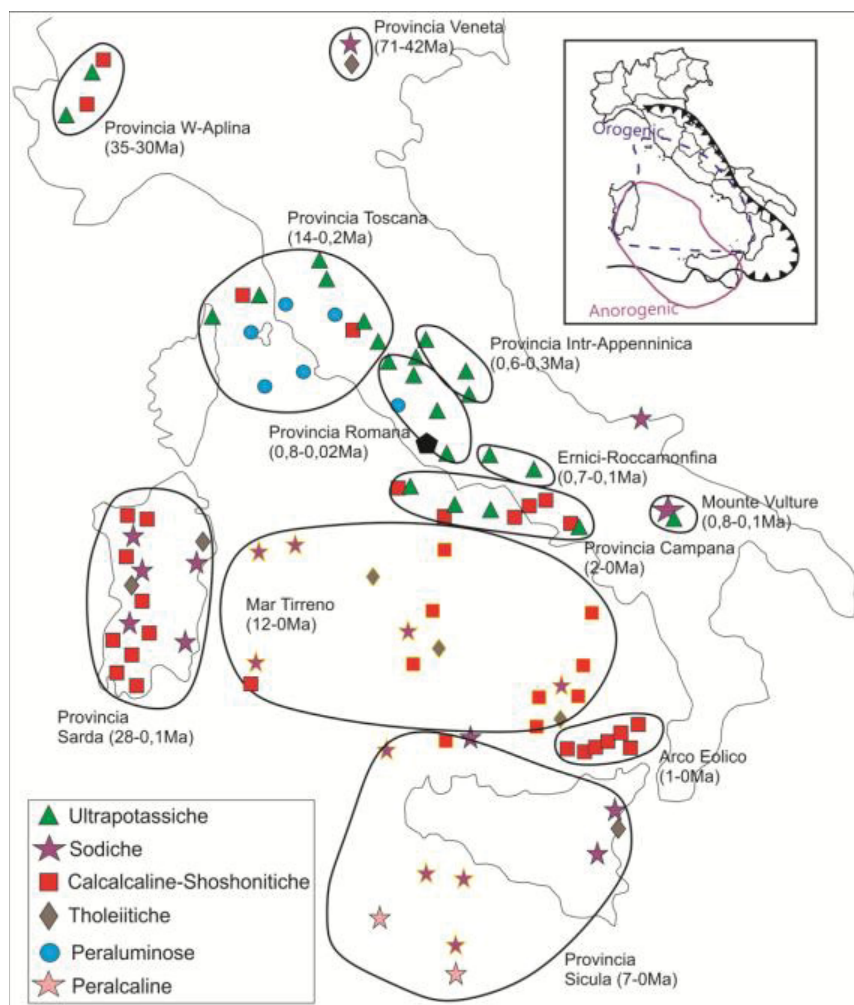 Provincia Veneta
(71-42Ma)
Provincia W-Aplina
(35-30Ma)
Orogenic
Anorogenic
Provincia Toscana
(14-0,2Ma)
Provincia Intr-Appenninica
(0,6-0,3Ma)
Provincia Romana
(0,8-0,02Ma)
Ernici-Roccamonfina
(0,7-0,1Ma)
Mounte Vulture
(0,8-0,1Ma)
Provincia Campana
(2-0Ma)
Mar Tirreno
(12-0Ma)
Provincia
Sarda (28-0,1Ma)
Arco Eolico
(1-0Ma)
Provincia
Sicula (7-0Ma)
Ultrapotassiche
Sodiche
Calcalcaline-Shoshonitiche
Tholeiitiche
Peraluminose
Peralcaline